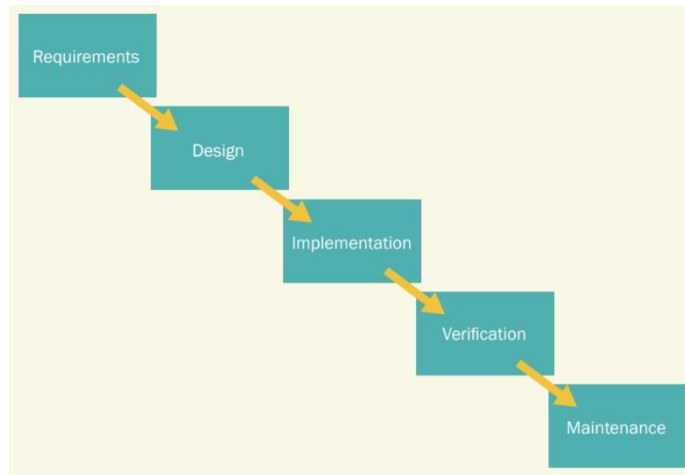 Requirements
Design
Implementation
Verification
Maintenance